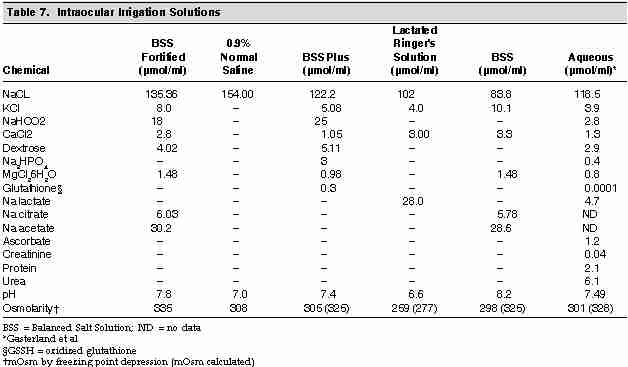 Table 7. Intraocular Irrigation Solutions
Chemical BSS Fortified (µmol/ml) 0.9% Normal Saline BSS Plus (µmol/ml) Lactated Ringer's Solution (µmol/ml) BSS (µmol/ml) Aqueous (µmol/ml)*
NaCL 135.36 154.00 122.2 102 83.8 118.5
KCl 8.0 – 5.08 4.0 10.1 3.9
NaHCO2 18 – 25 – – 2.8
CaCl2 2.8 – 1.05 3.00 3.3 1.3
Dextrose 4.02 – 5.11 – – 2.9
Na2HPO4 – – 3 – – 0.4
MgCl26H2O 1.48 – 0.98 – 1.48 0.8
Glutathione§ – – 0.3 – – 0.0001
Na lactate – – – 28.0 – 4.7
Na citrate 6.03 – – – 5.78 ND
Na acetate 30.2 – – – 28.6 ND
Ascorbate – – – – – 1.2
Creatinine – – – – – 0.04
Protein – – – – – 2.1
Urea – – – – – 6.1
pH 7.8 7.0 7.4 6.6 8.2 7.49
Osmolarity† 335 308 305 (325) 259 (277) 298 (325) 301 (328)
BSS = Balanced Salt Solution; ND = no data
*Gasterland et al
§GSSH = oxidized glutathione
†mOsm by freezing point depression (mOsm calculated)